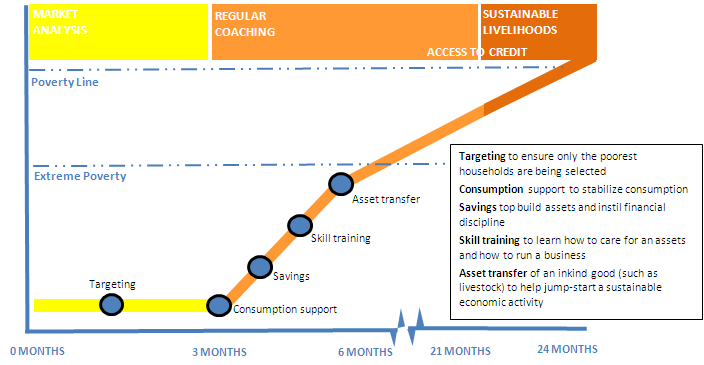 MARKET
ANALYSIS
REGULAR
COACHING
SUSTAINABLE
LIVELIHOODS
ACCESS TO CREDIT
Poverty Line
Extreme Poverty
Asset transfer
Skill training
Savings
Targeting
Consumption support
Targeting to ensure only the poorest
households are being selected
Consumption support to stabilize consumption
Savings top build assets and instil financial
discipline
Skill training to learn how to care for an assets
and how to run a business
Asset transfer of an inkind good (such as
livestock) to help jump-start a sustainable
economic activity
0 MONTHS
3 MONTHS
6 MONTHS
21 MONTHS
24 MONTHS